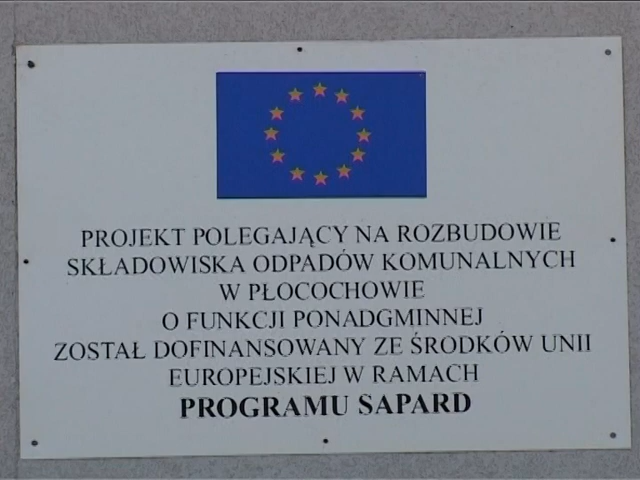 PROJEKT POLEGAJĄCY NA ROZBUDOWIE
SKŁADOWISKA ODPADÓW KOMUNALNYCH
W PŁOCOCHOWIE
O FUNKCJI PONADGMINNEJ
ZOSTAŁ DOFINANSOWANY ZE ŚRODKÓW UNII
EUROPEJSKIEJ W RAMACH
PROGRAMU SAPARD